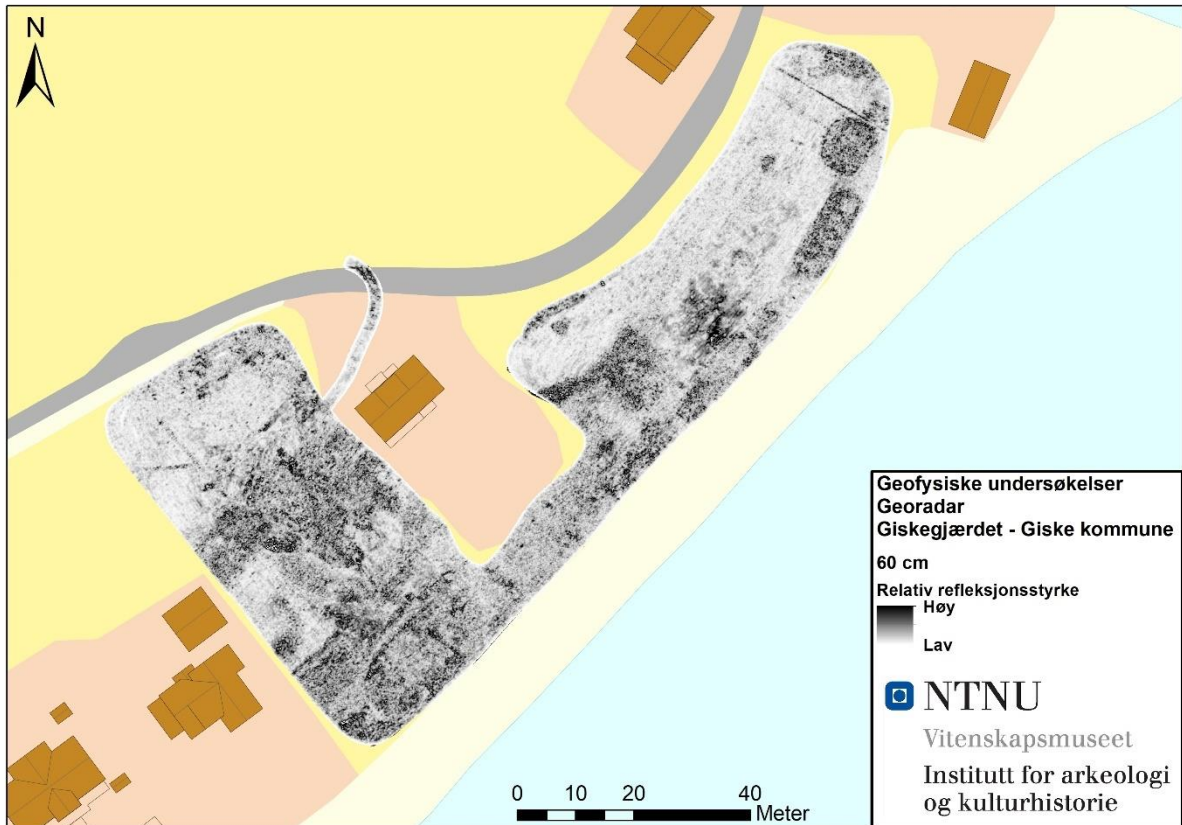 N
Geofysiske undersøkelser
Georadar
Giskegjærdet - Giske kommune
60 cm
Relativ refleksjonsstyrke
Høy
Lav
NTNU
Vitenskapsmuseet
Institutt for arkeologi
og kulturhistorie
0 10 20 40
Meter